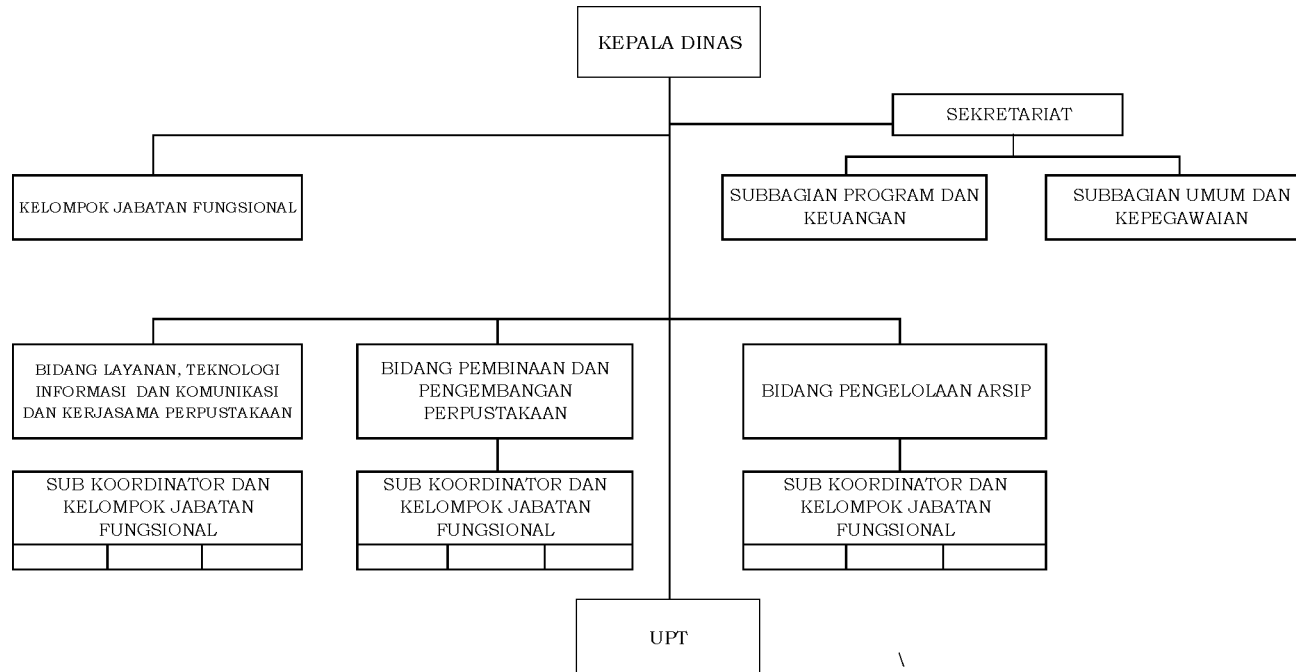 KEPALA DINAS
SEKRETARIAT
KELOMPOK JABATAN FUNGSIONAL
SUBBAGIAN PROGRAM DAN
KEUANGAN
SUBBAGIAN UMUM DAN
KEPEGAWAIAN
BIDANG LAYANAN, TEKNOLOGI
INFORMASI DAN KOMUNIKASI
DAN KERJASAMA PERPUSTAKAAN
BIDANG PEMBINAAN DAN
PENGEMBANGAN
PERPUSTAKAAN
BIDANG PENGELOLAAN ARSIP
SUB KOORDINATOR DAN
KELOMPOK JABATAN
FUNGSIONAL
SUB KOORDINATOR DAN
KELOMPOK JABATAN
FUNGSIONAL
SUB KOORDINATOR DAN
KELOMPOK JABATAN
FUNGSIONAL
UPT
\